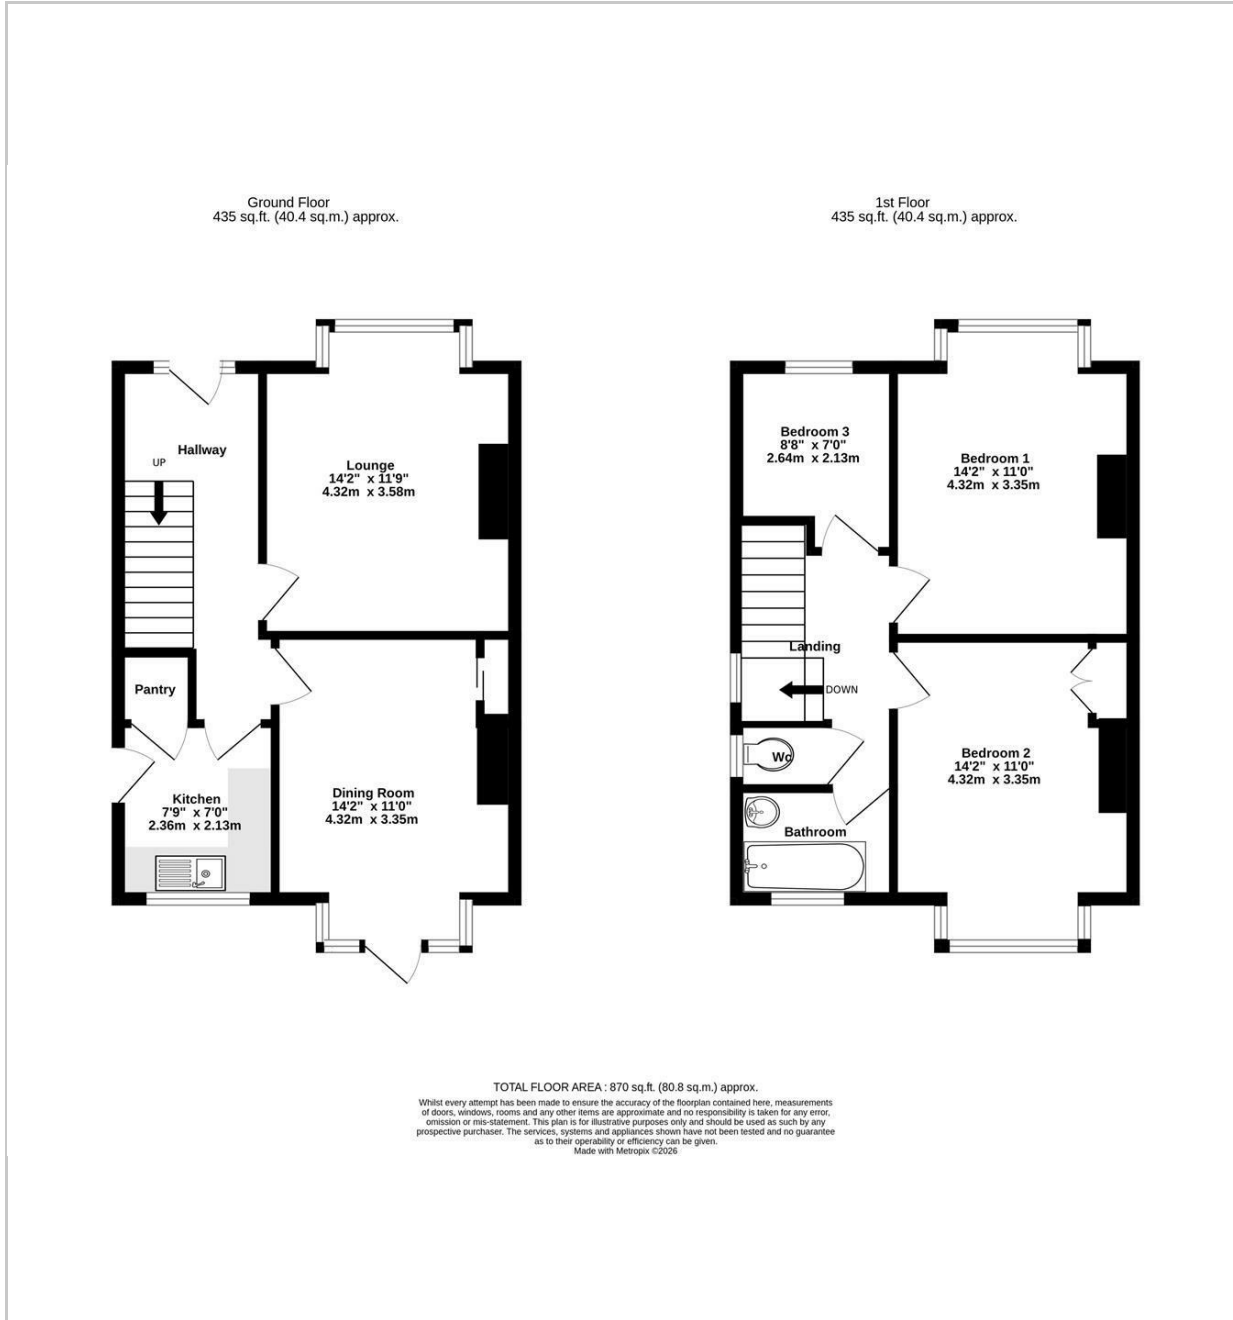 Ground Floor
435 sq.ft. (40.4 sq.m.) approx.
Hallway
UP
Lounge
14'2" x 11'9"
4.32m x 3.58m
Pantry
Kitchen
7'9" x 7'0"
2.36m x 2.13m
Dining Room
14'2" x 11'0"
4.32m x 3.35m
1st Floor
435 sq.ft. (40.4 sq.m.) approx.
Bedroom 3
8'8" x 7'0"
2.64m x 2.13m
Bedroom 1
14'2" x 11'0"
4.32m x 3.35m
Landing
DOWN
Wc
Bedroom 2
14'2" x 11'0"
4.32m x 3.35m
Bathroom
TOTAL FLOOR AREA : 870 sq.ft. (80.8 sq.m.) approx.
Whilst every attempt has been made to ensure the accuracy of the floorplan contained here, measurements
of doors, windows, rooms and any other items are approximate and no responsibility is taken for any error,
omission or mis-statement. This plan is for illustrative purposes only and should be used as such by any
prospective purchaser. The services, systems and appliances shown have not been tested and no guarantee
as to their operability or efficiency can be given.
Made with Metropix ©2026